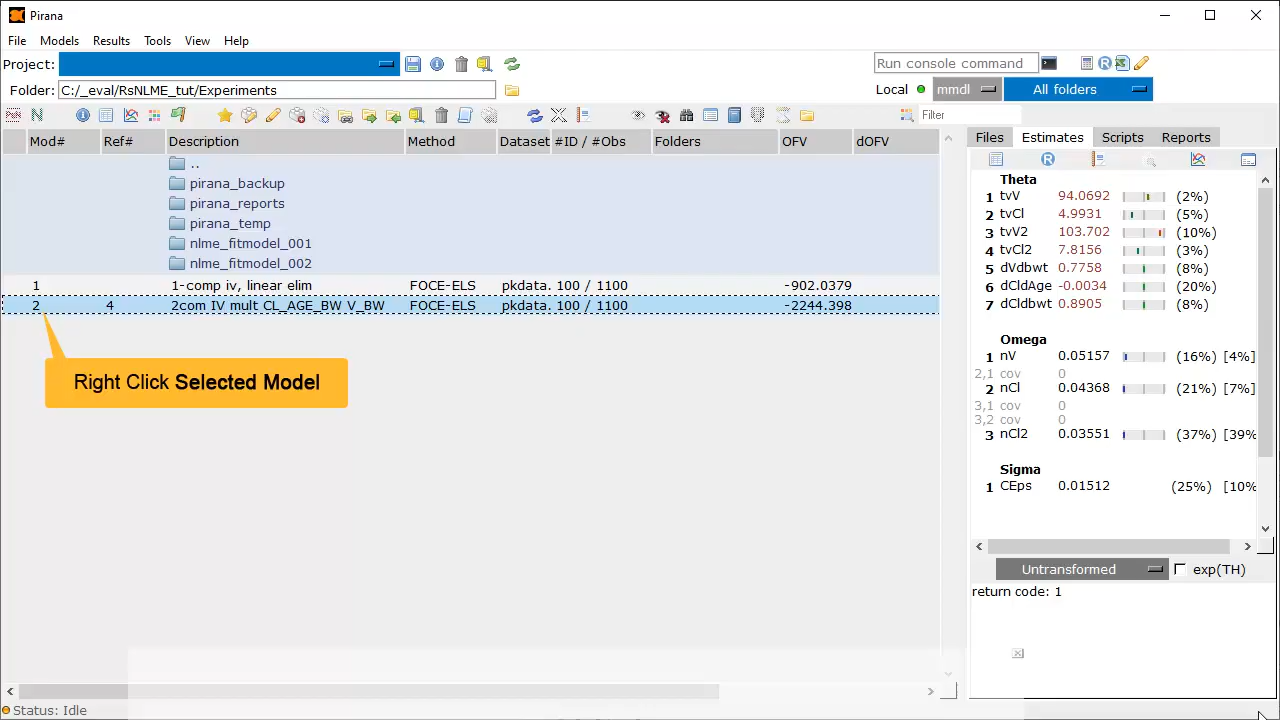 Pirana
File Models Results Tools View Help
Project:
Run console command
Folder: C:/_eval/RsNLME_tut/Experiments
Local mmdl All folders
Filter
Mod# Ref# Description Method Dataset #ID / #Obs Folders OFV dOFV
..
pirana_backup
pirana_reports
pirana_temp
nlme_fitmodel_001
nlme_fitmodel_002
1 1-comp iv, linear elim FOCE-ELS pkdata. 100 / 1100 -902.0379
2 4 2com IV mult CL_AGE_BW V_BW FOCE-ELS pkdata. 100 / 1100 -2244.398
Right Click Selected Model
Files Estimates Scripts Reports
Theta
1 tvV 94.0692 (2%)
2 tvCl 4.9931 (5%)
3 tvV2 103.702 (10%)
4 tvCl2 7.8156 (3%)
5 dVdbwt 0.7758 (8%)
6 dCldAge -0.0034 (20%)
7 dCldbwt 0.8905 (8%)
Omega
1 nV 0.05157 (16%) [4%]
2,1 cov 0
2 nCl 0.04368 (21%) [7%]
3,1 cov 0
3,2 cov 0
3 nCl2 0.03551 (37%) [39%
Sigma
1 CEps 0.01512 (25%) [10%
Untransformed exp(TH)
return code: 1
Status: Idle